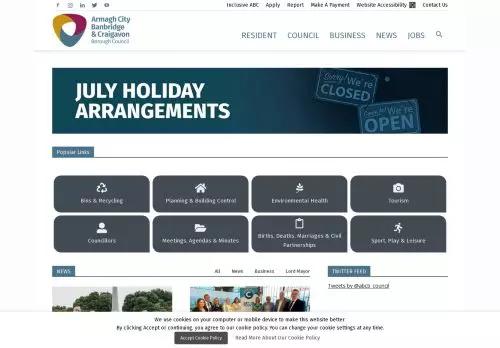 Inclusive ABC Apply Report Make A Payment Website Accessibility Contact Us
Armagh City
Banbridge
& Craigavon
Borough Council
RESIDENT COUNCIL BUSINESS NEWS JOBS
JULY HOLIDAY
ARRANGEMENTS
Sorry! We're
CLOSED
Come in! We're
OPEN
Popular Links
Bins & Recycling
Planning & Building Control
Environmental Health
Tourism
Councillors
Meetings, Agendas & Minutes
Births, Deaths, Marriages & Civil
Partnerships
Sport, Play & Leisure
NEWS
All News Business Lord Mayor
TWITTER FEED
Tweets by @abcb_council
We use cookies on your computer or mobile device to make this website better.
By clicking Accept or continuing, you agree to our cookie policy. You can change your cookie settings at any time.
Accept Cookie Policy
Read More About Our Cookie Policy